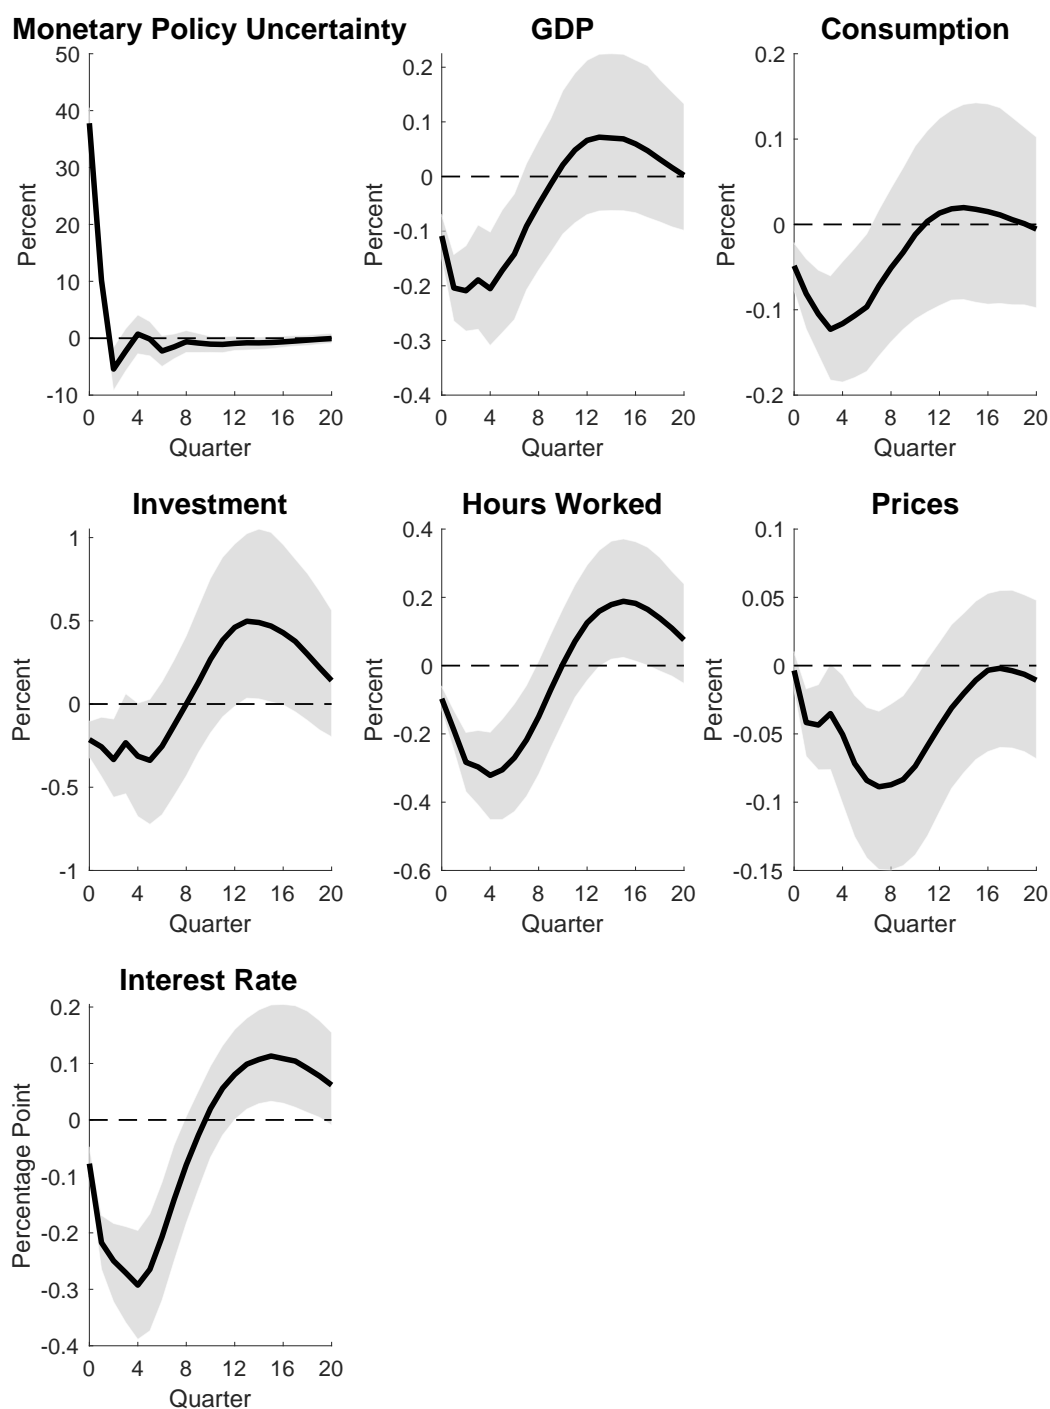 Monetary Policy Uncertainty
50
40
30
20
10
0
-10
Percent
0 4 8 12 16 20
Quarter
GDP
0.2
0.1
0
-0.1
-0.2
-0.3
-0.4
Percent
0 4 8 12 16 20
Quarter
Consumption
0.2
0.1
0
-0.1
-0.2
Percent
0 4 8 12 16 20
Quarter
Investment
1
0.5
0
-0.5
-1
Percent
0 4 8 12 16 20
Quarter
Hours Worked
0.4
0.2
0
-0.2
-0.4
-0.6
Percent
0 4 8 12 16 20
Quarter
Prices
0.1
0.05
0
-0.05
-0.1
-0.15
Percent
0 4 8 12 16 20
Quarter
Interest Rate
0.2
0.1
0
-0.1
-0.2
-0.3
-0.4
Percentage Point
0 4 8 12 16 20
Quarter